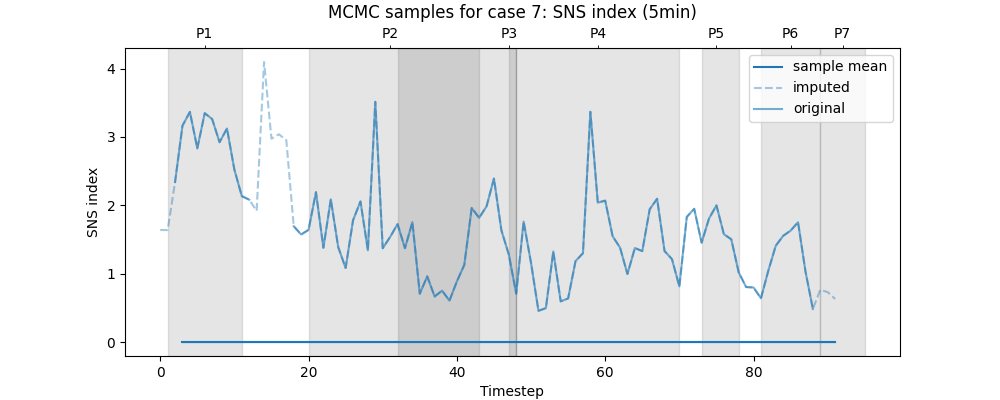 MCMC samples for case 7: SNS index (5min)
P1 P2 P3 P4 P5 P6 P7
sample mean
imputed
original
4
3
2
1
0
SNS index
0 20 40 60 80
Timestep